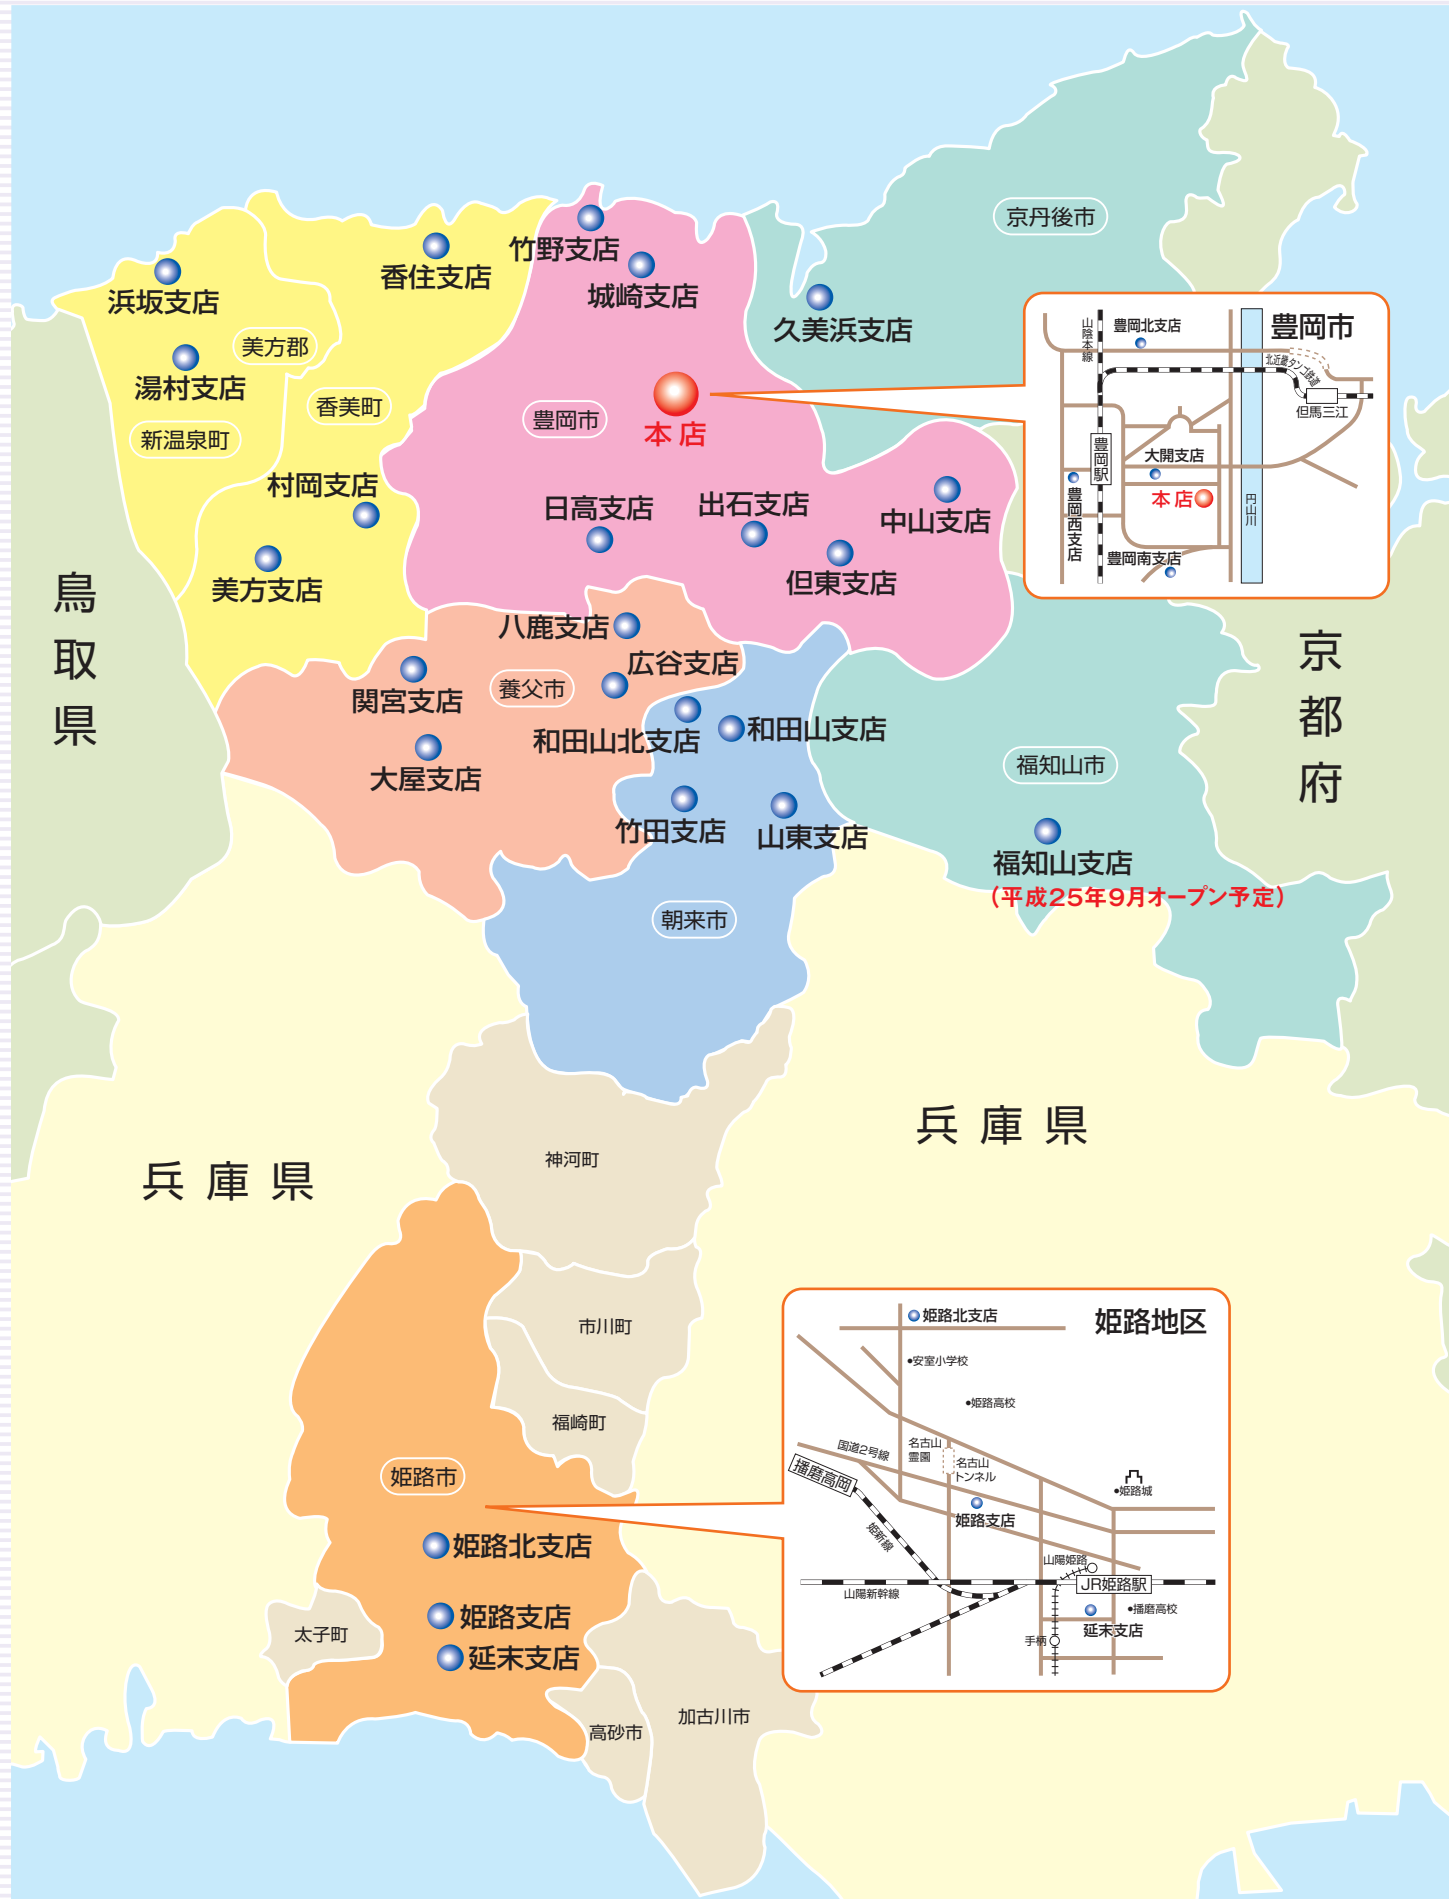 京丹後市
竹野支店
香住支店
城崎支店
浜坂支店
久美浜支店
美方郡
湯村支店
香美町
豊岡市
本店
新温泉町
村岡支店
日高支店
出石支店
中山支店
美方支店
但東支店
鳥取県
八鹿支店
広谷支店
関宮支店
養父市
和田山北支店
和田山支店
大屋支店
竹田支店
山東支店
福知山市
福知山支店
(平成25年9月オープン予定)
京都府
朝来市
兵庫県
兵庫県
神河町
市川町
福崎町
姫路市
姫路北支店
姫路支店
延末支店
太子町
高砂市
加古川市
豊岡市
山陰本線
豊岡北支店
北近畿タンゴ鉄道
但馬三江
豊岡駅
大開支店
本店
豊岡西支店
円山川
豊岡南支店
姫路地区
姫路北支店
•安室小学校
•姫路高校
国道2号線
名古山
霊園
名古山
トンネル
播磨高岡
•姫路城
姫路支店
姫新線
山陽姫路
JR姫路駅
山陽新幹線
•播磨高校
延末支店
手柄